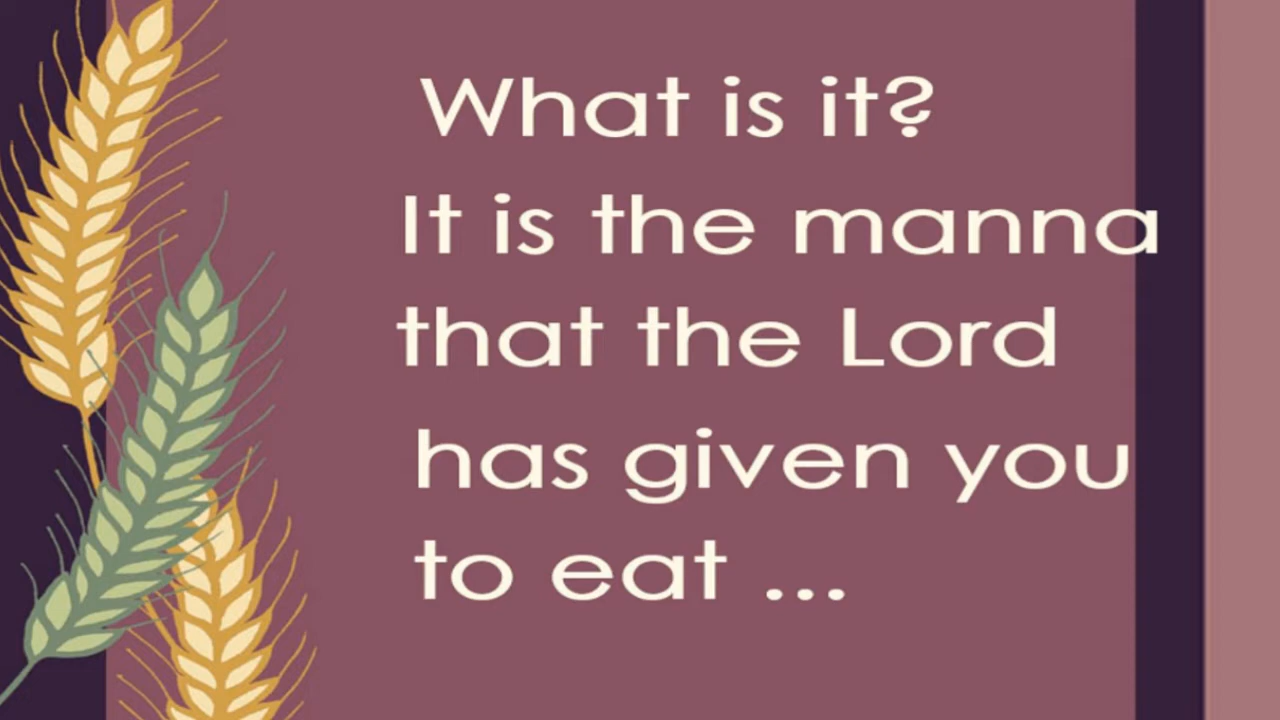 What is it?
It is the manna
that the Lord
has given you
to eat ...